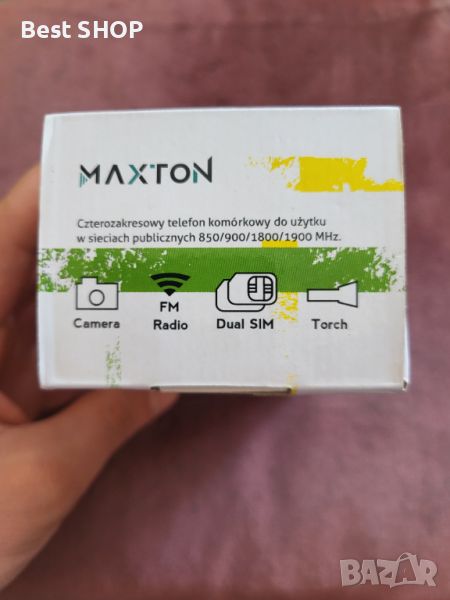 Best SHOP
MAXTON
Czterozakresowy telefon komórkowy do użytku
w sieciach publicznych 850/900/1800/1900 MHz.
Camera
FM
Radio
Dual SIM
Torch
BAZAR